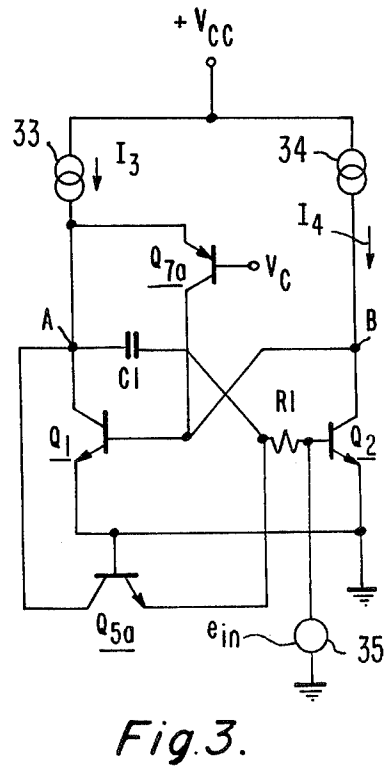 + VCC
33
34
I3
I4
Q7a
VC
A
B
C1
R1
Q1
Q2
Q5a
ein
35
Fig. 3.